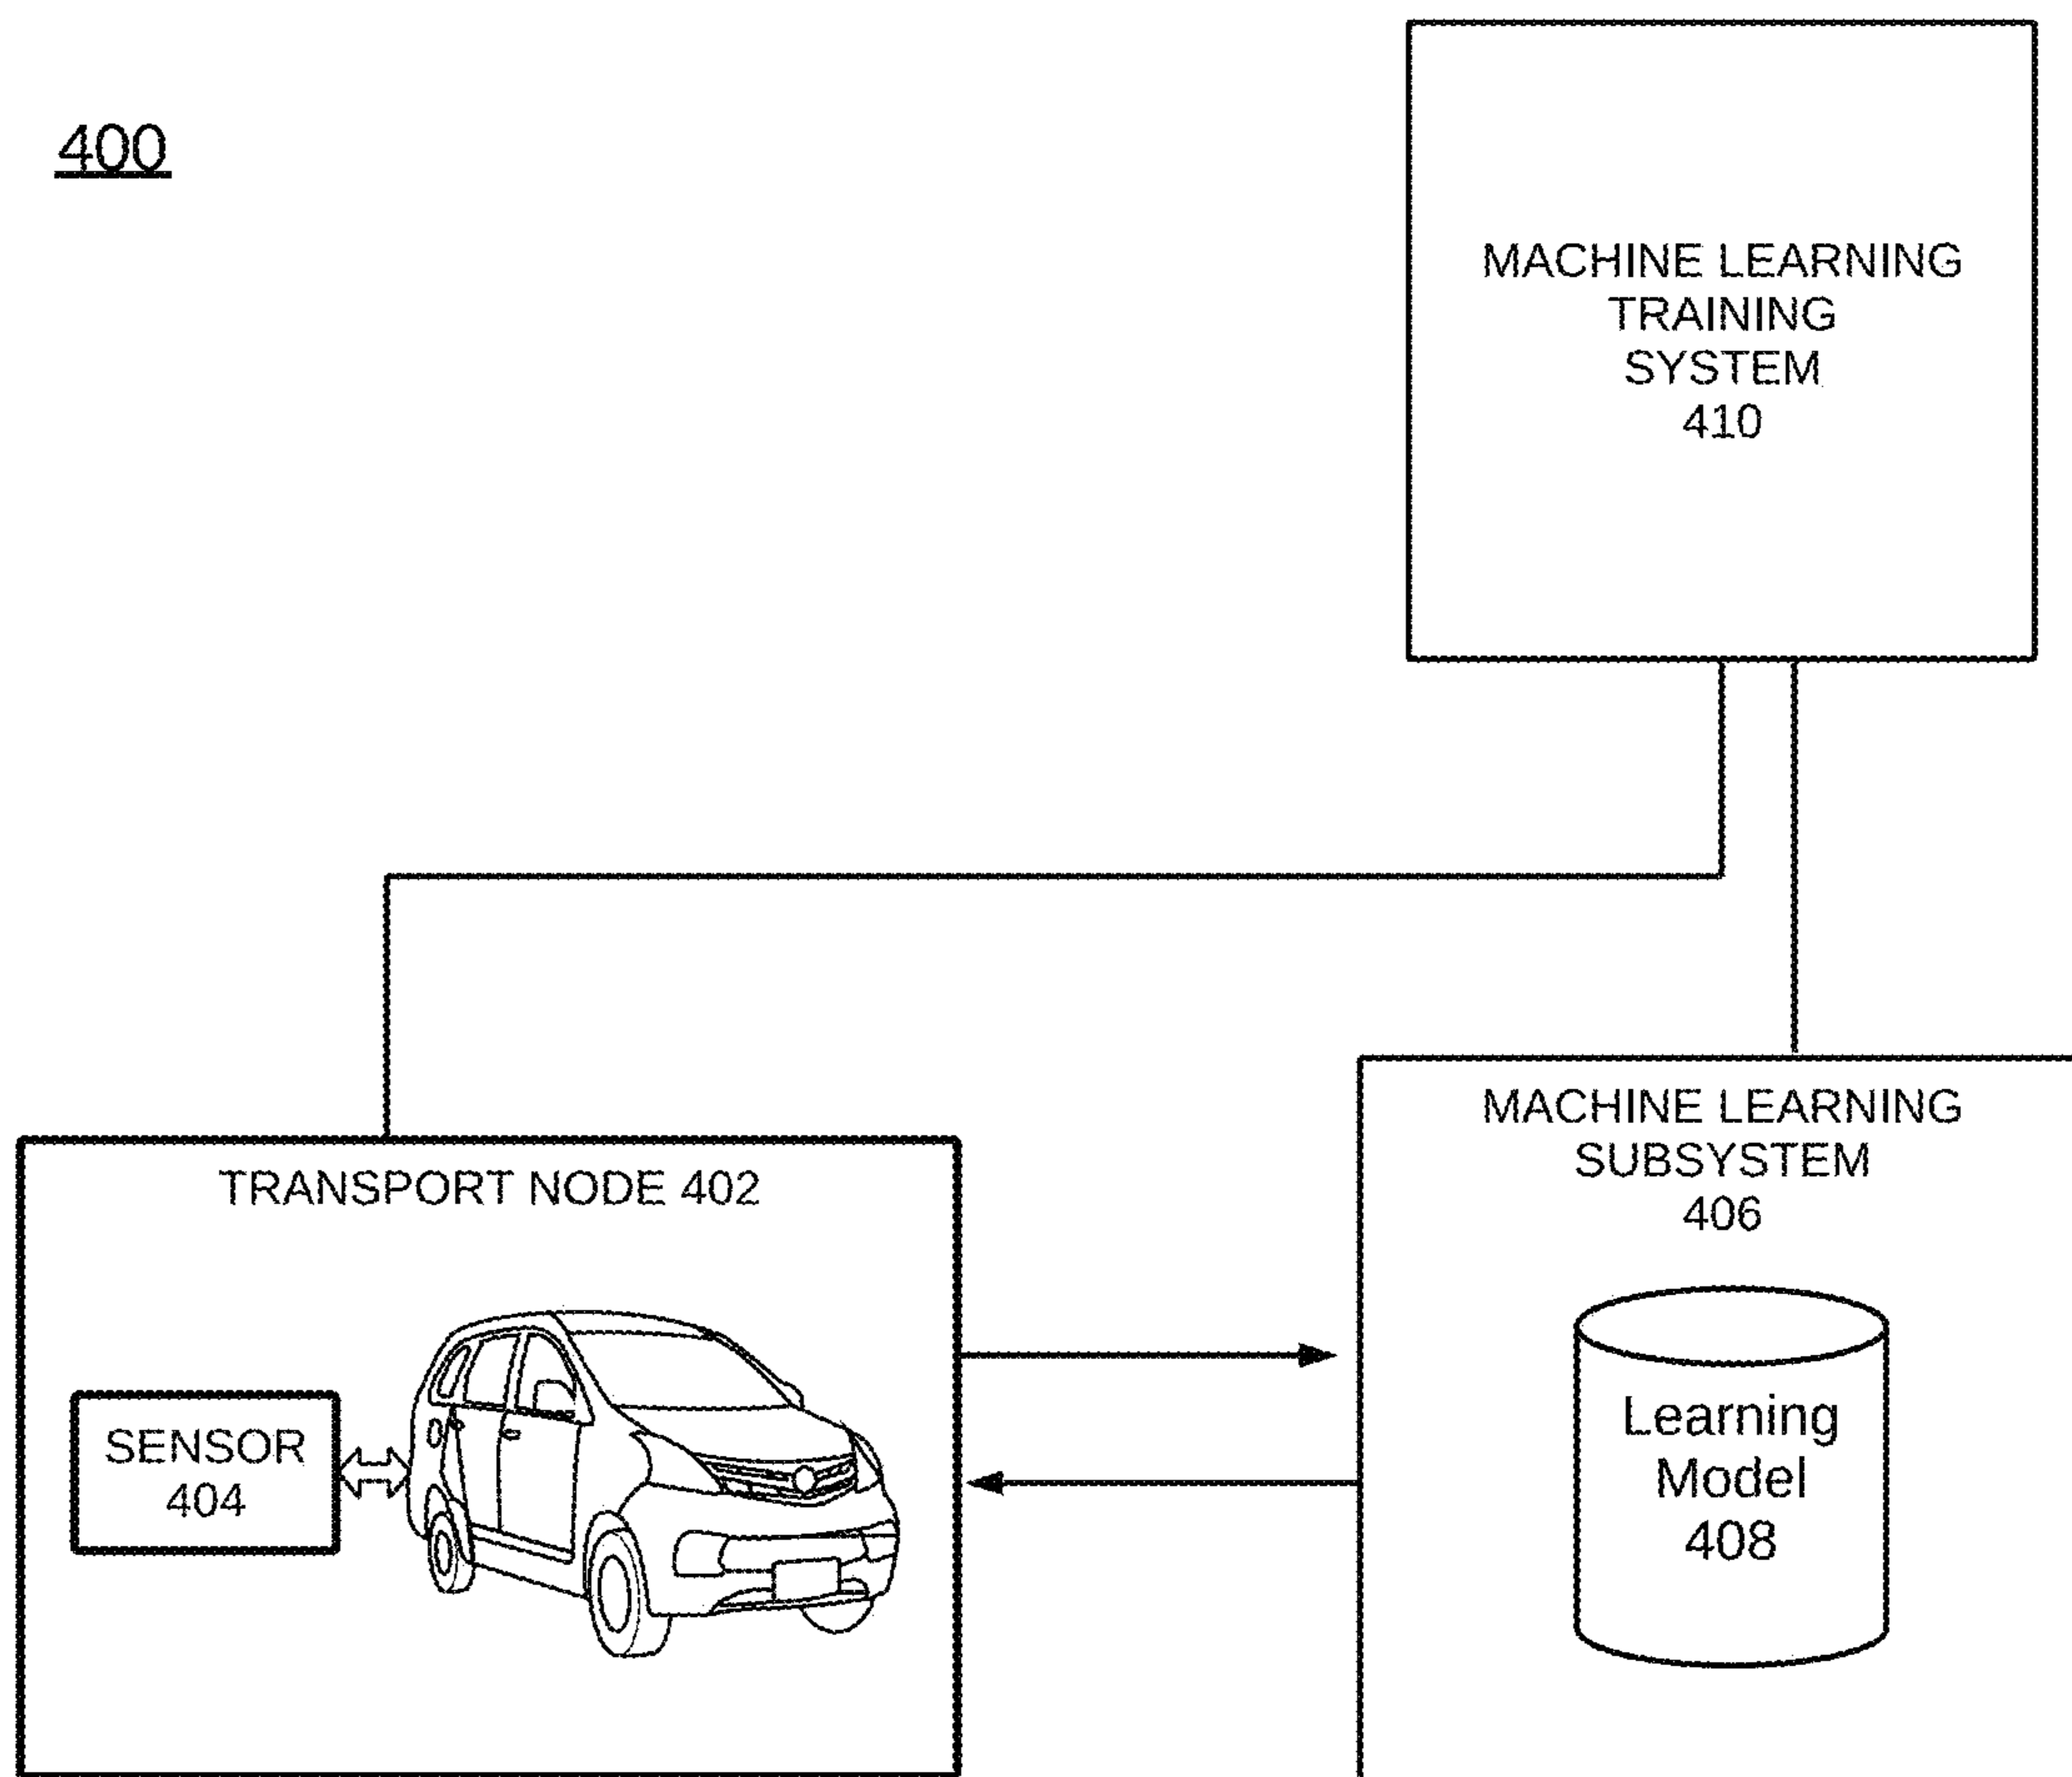 400
MACHINE LEARNING
TRAINING
SYSTEM
410
TRANSPORT NODE 402
SENSOR
404
MACHINE LEARNING
SUBSYSTEM
406
Learning
Model
408